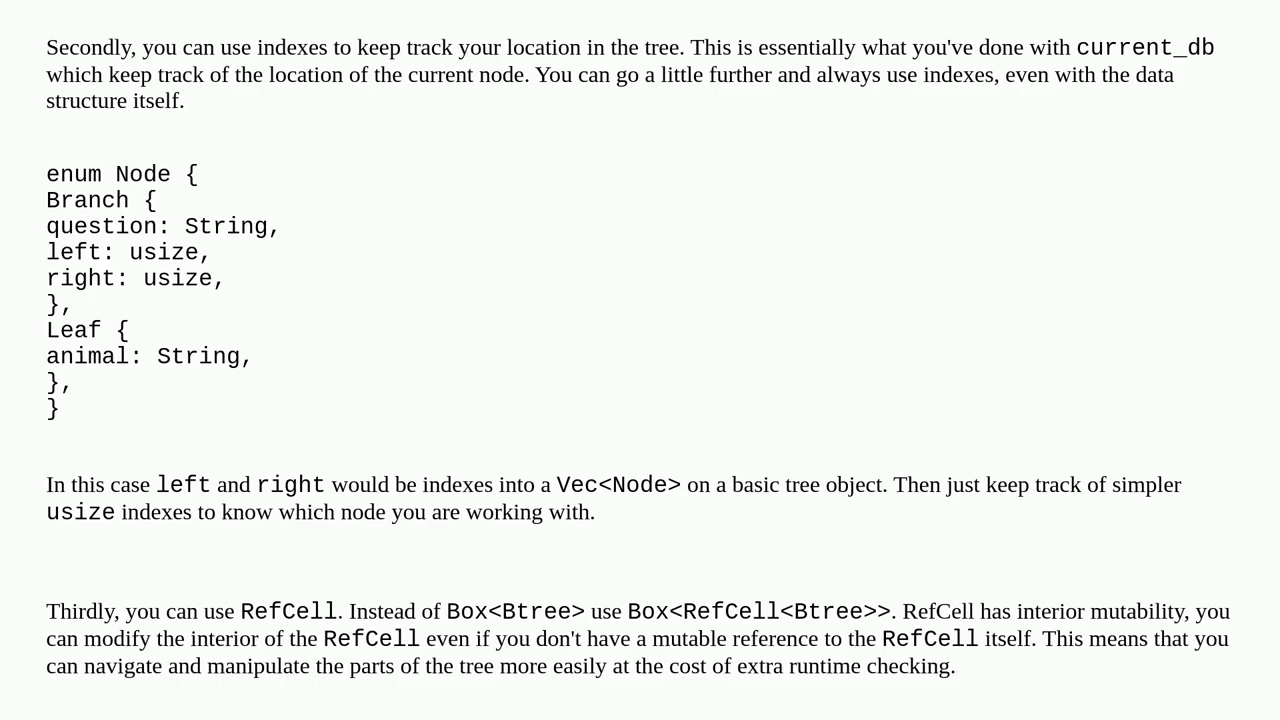 Secondly, you can use indexes to keep track your location in the tree. This is essentially what you've done with current_db
which keep track of the location of the current node. You can go a little further and always use indexes, even with the data
structure itself.
enum Node {
Branch {
question: String,
left: usize,
right: usize,
},
Leaf {
animal: String,
},
}
In this case left and right would be indexes into a Vec<Node> on a basic tree object. Then just keep track of simpler
usize indexes to know which node you are working with.
Thirdly, you can use RefCell. Instead of Box<Btree> use Box<RefCell<Btree>>. RefCell has interior mutability, you
can modify the interior of the RefCell even if you don't have a mutable reference to the RefCell itself. This means that you
can navigate and manipulate the parts of the tree more easily at the cost of extra runtime checking.